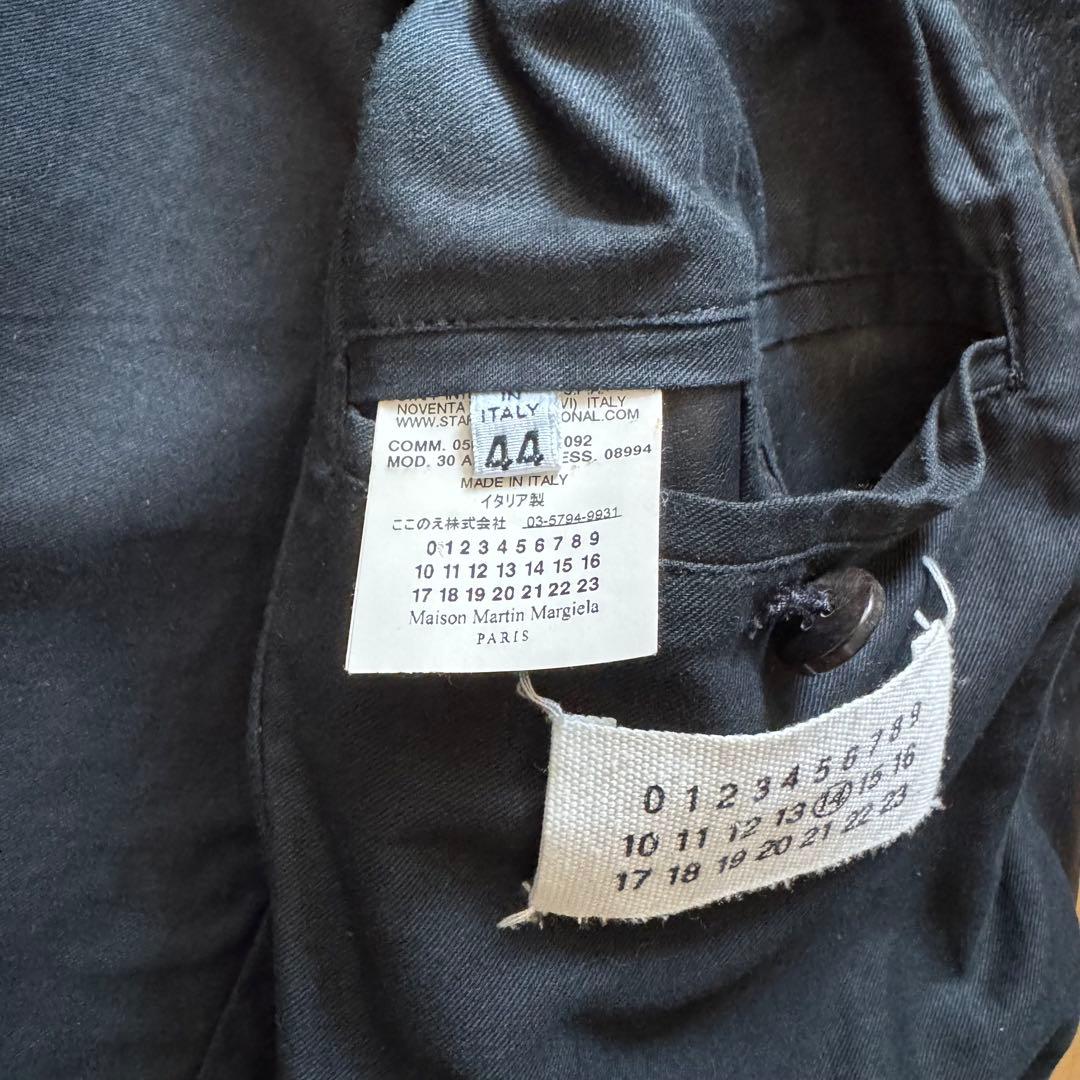 NOVENTA VI) ITALY
WWW.STA ONAL.COM
COMM. 05 092
MOD. 30 A ESS. 08994
IN
ITALY
44
MADE IN ITALY
イタリア製
ここのえ株式会社 03-5794-9931
0 1 2 3 4 5 6 7 8 9
10 11 12 13 14 15 16
17 18 19 20 21 22 23
Maison Martin Margiela
PARIS
0 1 2 3 4 5 6 7 8 9
10 11 12 13 14 15 16
17 18 19 20 21 22 23